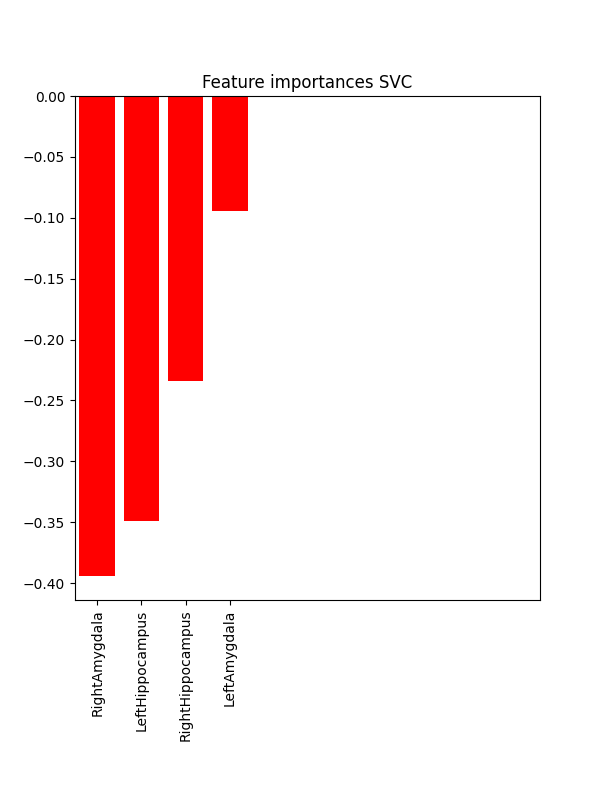 Feature importances SVC
0.00
−0.05
−0.10
−0.15
−0.20
−0.25
−0.30
−0.35
−0.40
RightAmygdala
LeftHippocampus
RightHippocampus
LeftAmygdala